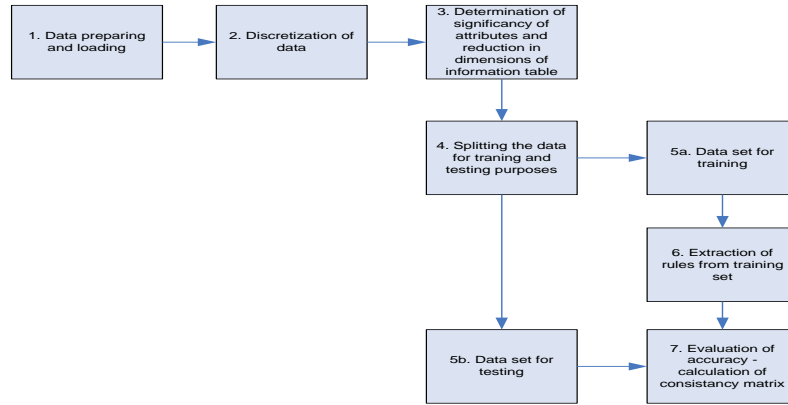 1. Data preparing
and loading
2. Discretization of
data
3. Determination of
significancy of
attributes and
reduction in
dimensions of
information table
4. Splitting the data
for traning and
testing purposes
5a. Data set for
training
6. Extraction of
rules from training
set
5b. Data set for
testing
7. Evaluation of
accuracy -
calculation of
consistancy matrix